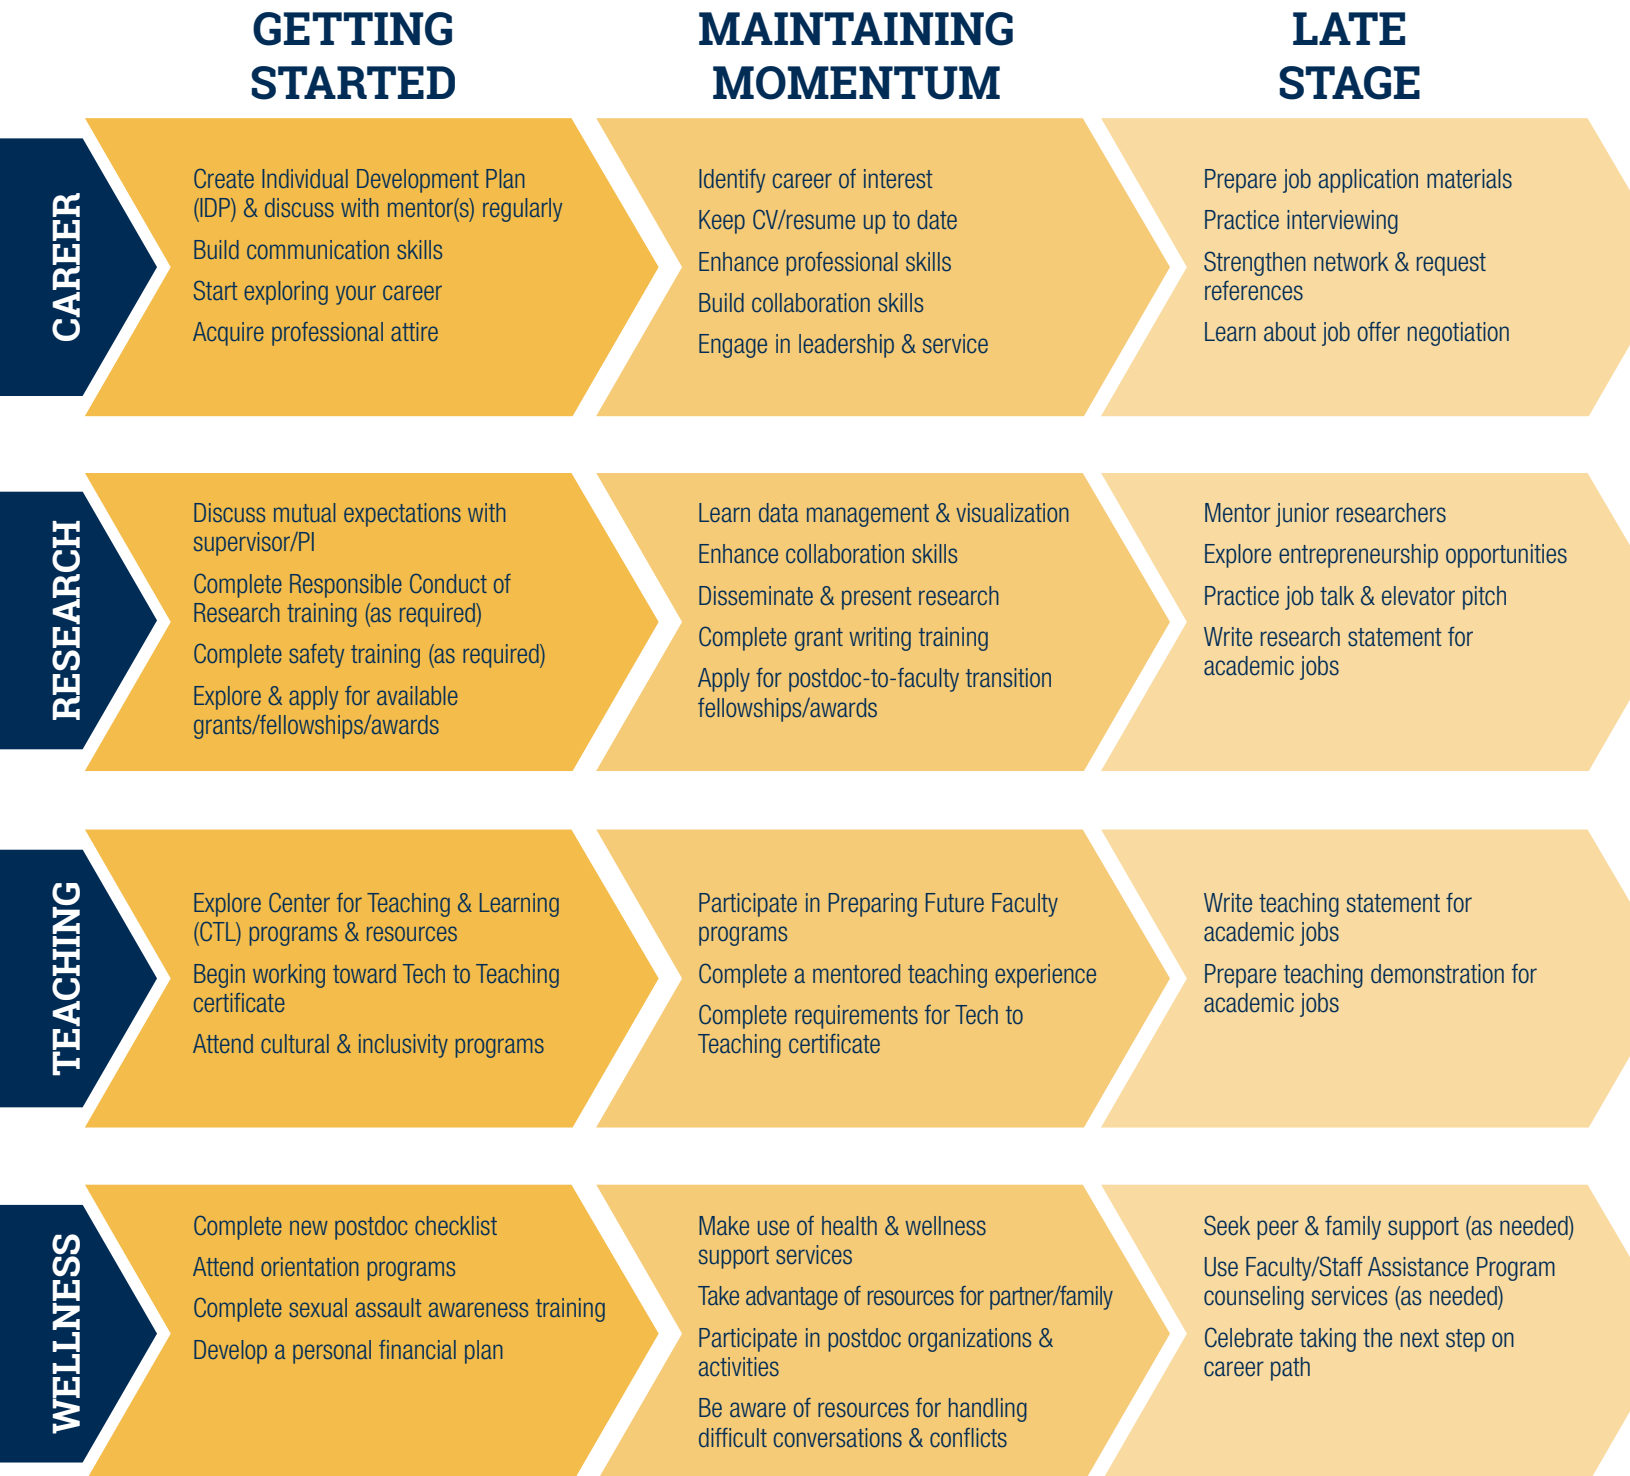 GETTING
STARTED
MAINTAINING
MOMENTUM
LATE
STAGE
CAREER
Create Individual Development Plan
(IDP) & discuss with mentor(s) regularly
Build communication skills
Start exploring your career
Acquire professional attire
Identify career of interest
Keep CV/resume up to date
Enhance professional skills
Build collaboration skills
Engage in leadership & service
Prepare job application materials
Practice interviewing
Strengthen network & request
references
Learn about job offer negotiation
RESEARCH
Discuss mutual expectations with
supervisor/PI
Complete Responsible Conduct of
Research training (as required)
Complete safety training (as required)
Explore & apply for available
grants/fellowships/awards
Learn data management & visualization
Enhance collaboration skills
Disseminate & present research
Complete grant writing training
Apply for postdoc-to-faculty transition
fellowships/awards
Mentor junior researchers
Explore entrepreneurship opportunities
Practice job talk & elevator pitch
Write research statement for
academic jobs
TEACHING
Explore Center for Teaching & Learning
(CTL) programs & resources
Begin working toward Tech to Teaching
certificate
Attend cultural & inclusivity programs
Participate in Preparing Future Faculty
programs
Complete a mentored teaching experience
Complete requirements for Tech to
Teaching certificate
Write teaching statement for
academic jobs
Prepare teaching demonstration for
academic jobs
WELLNESS
Complete new postdoc checklist
Attend orientation programs
Complete sexual assault awareness training
Develop a personal financial plan
Make use of health & wellness
support services
Take advantage of resources for partner/family
Participate in postdoc organizations &
activities
Be aware of resources for handling
difficult conversations & conflicts
Seek peer & family support (as needed)
Use Faculty/Staff Assistance Program
counseling services (as needed)
Celebrate taking the next step on
career path